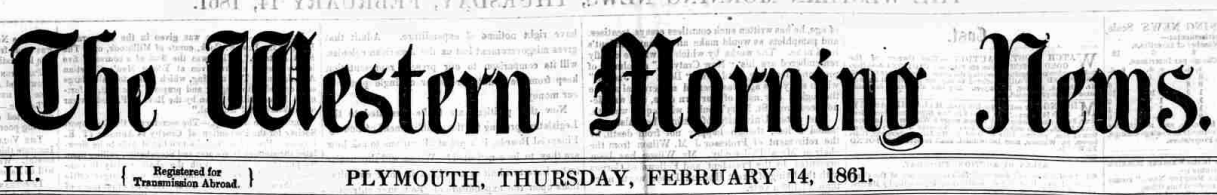 The Western Morning News.
III.
{ Registered for Transmission Abroad. }
PLYMOUTH, THURSDAY, FEBRUARY 14, 1861.